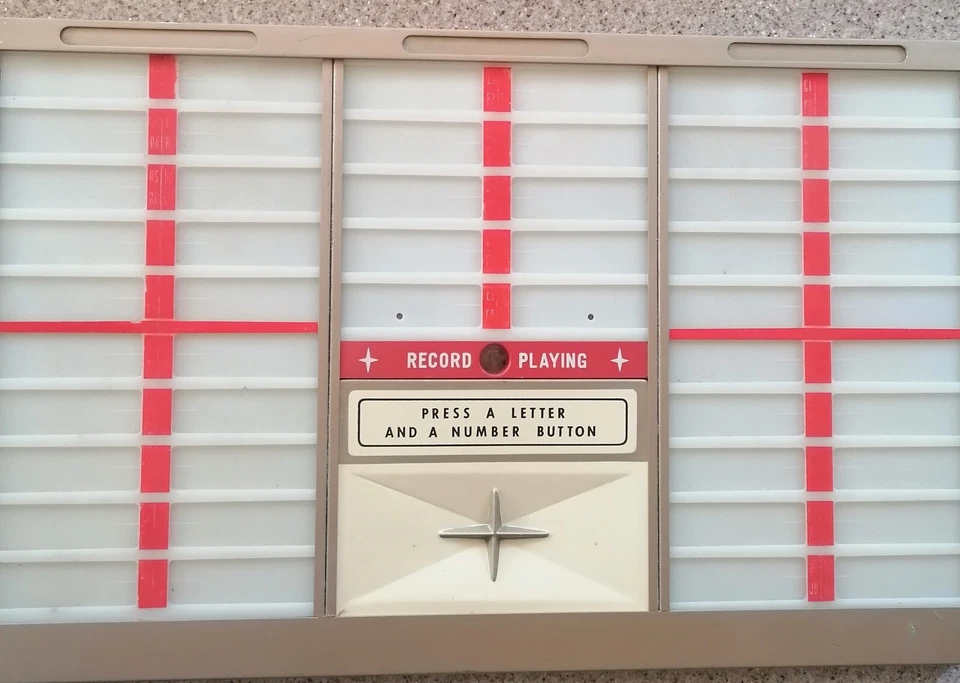 RECORD PLAYING
PRESS A LETTER
AND A NUMBER BUTTON